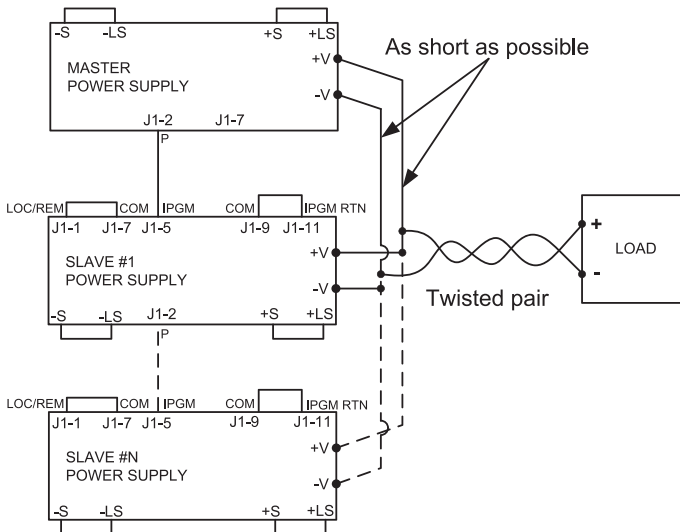 -S -LS +S +LS
MASTER
POWER SUPPLY
+V
-V
J1-2 J1-7
P
As short as possible
LOC/REM COM IPGM COM IPGM RTN
J1-1 J1-7 J1-5 J1-9 J1-11
SLAVE #1
POWER SUPPLY
+V
-V
-S -LS J1-2 +S +LS
P
+
-
LOAD
Twisted pair
LOC/REM COM IPGM COM IPGM RTN
J1-1 J1-7 J1-5 J1-9 J1-11
SLAVE #N
POWER SUPPLY
+V
-V
-S -LS +S +LS